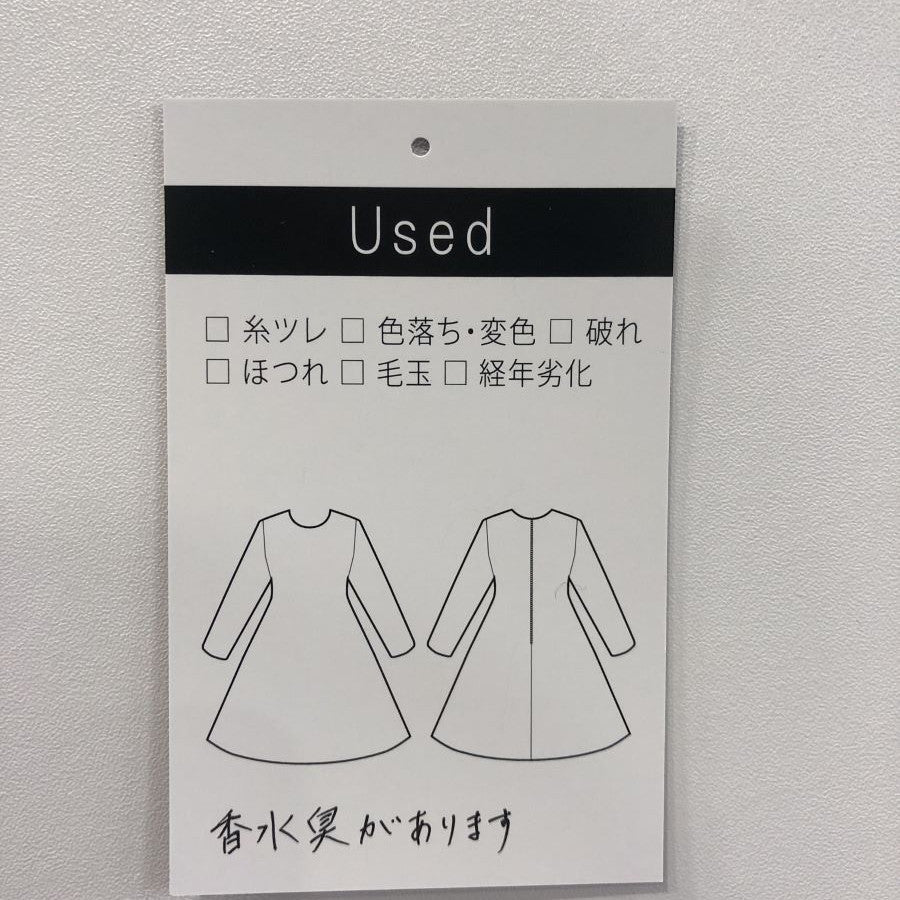 Used
□ 糸ツレ □ 色落ち・変色 □ 破れ
□ ほつれ □ 毛玉 □ 経年劣化
香水臭があります